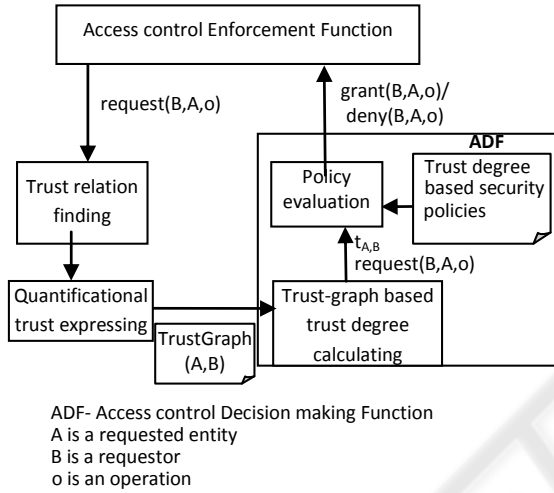 Access control Enforcement Function
request(B,A,o)
grant(B,A,o)/
deny(B,A,o)
ADF
Trust relation
finding
Policy
evaluation
Trust degree
based security
policies
t_A,B
request(B,A,o)
Quantificational
trust expressing
TrustGraph
(A,B)
Trust-graph based
trust degree
calculating
ADF- Access control Decision making Function
A is a requested entity
B is a requestor
o is an operation